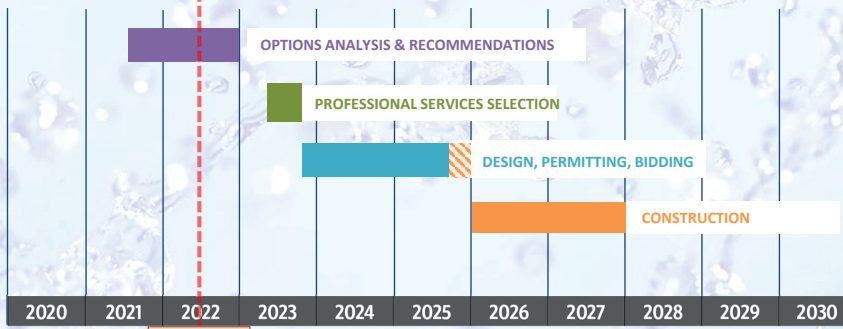 OPTIONS ANALYSIS & RECOMMENDATIONS
PROFESSIONAL SERVICES SELECTION
DESIGN, PERMITTING, BIDDING
CONSTRUCTION
2020 2021 2022 2023 2024 2025 2026 2027 2028 2029 2030